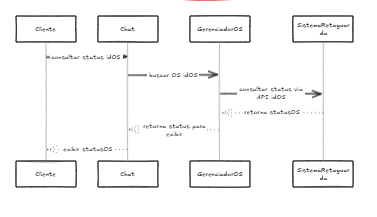 Cliente
Chat
GerenciadorOS
SistemaRetaguar
da
consultar status idOS
buscar OS idOS
consultar status via
API idOS
retorna statusOS
retorna status para
exibir
exibir statusOS
Cliente
Chat
GerenciadorOS
SistemaRetaguar
da